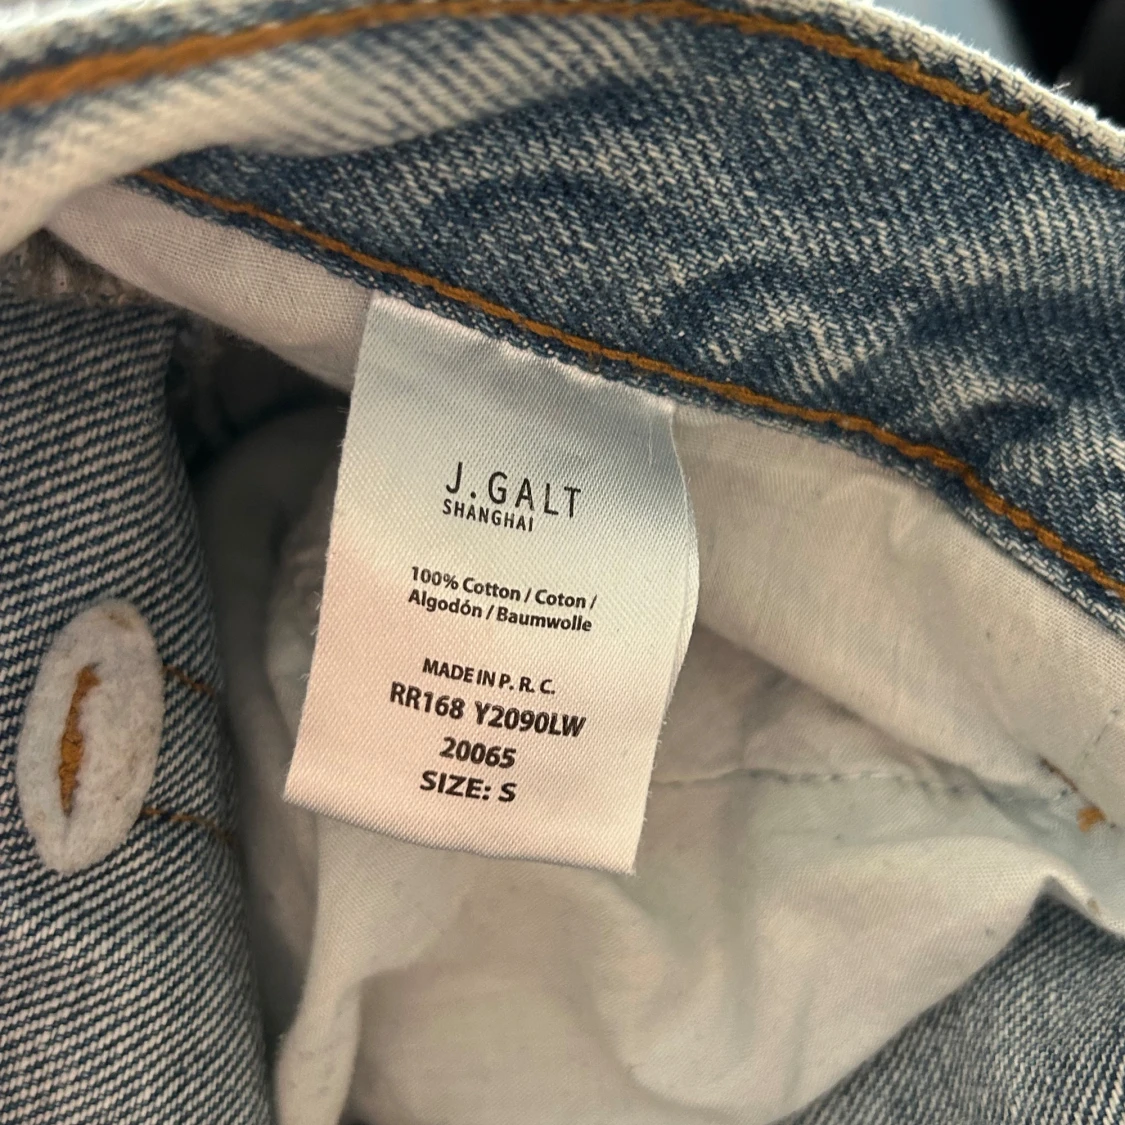 J.GALT
SHANGHAI
100% Cotton / Coton /
Algodón / Baumwolle
MADE IN P. R. C.
RR168 Y2090LW
20065
SIZE: S